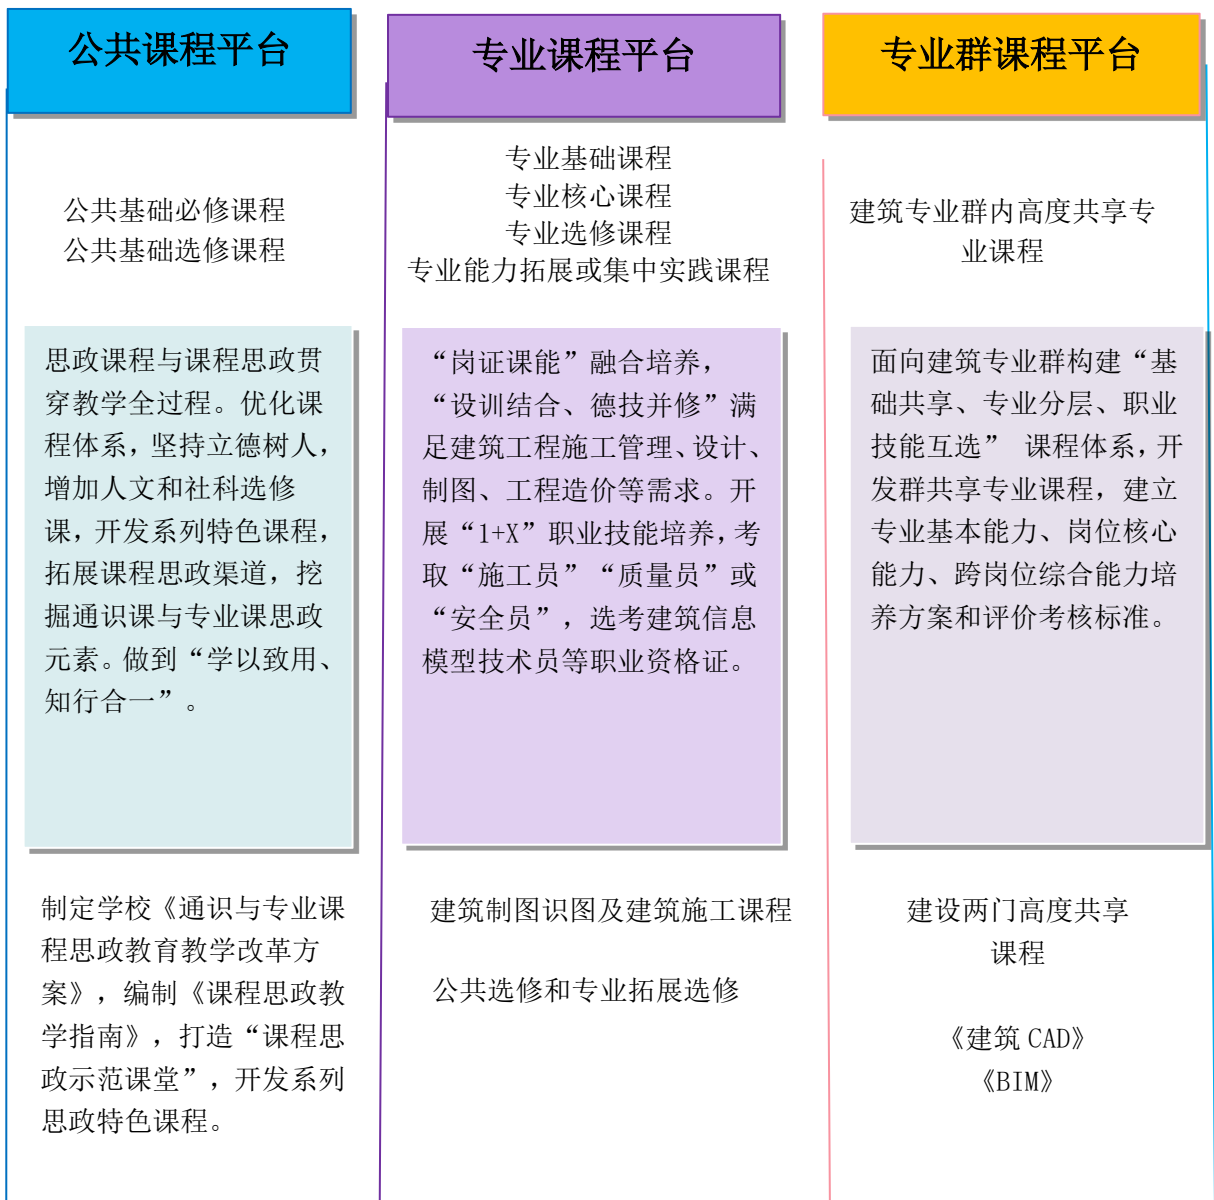 公共课程平台
公共基础必修课程
公共基础选修课程
思政课程与课程思政贯
穿教学全过程。优化课
程体系，坚持立德树人，
增加人文和社科选修
课，开发系列特色课程，
拓展课程思政渠道，挖
掘通识课与专业课思政
元素。做到“学以致用、
知行合一”。
制定学校《通识与专业课
程思政教育教学改革方
案》，编制《课程思政教
学指南》，打造“课程思
政示范课堂”，开发系列
思政特色课程。
专业课程平台
专业基础课程
专业核心课程
专业选修课程
专业能力拓展或集中实践课程
“岗证课能”融合培养，
“设训结合、德技并修”满
足建筑工程施工管理、设计、
制图、工程造价等需求。开
展“1+X”职业技能培养，考
取“施工员”“质量员”或
“安全员”，选考建筑信息
模型技术员等职业资格证。
建筑制图识图及建筑施工课程
公共选修和专业拓展选修
专业群课程平台
建筑专业群内高度共享专
业课程
面向建筑专业群构建“基
础共享、专业分层、职业
技能互选” 课程体系，开
发群共享专业课程，建立
专业基本能力、岗位核心
能力、跨岗位综合能力培
养方案和评价考核标准。
建设两门高度共享
课程
《建筑 CAD》
《BIM》